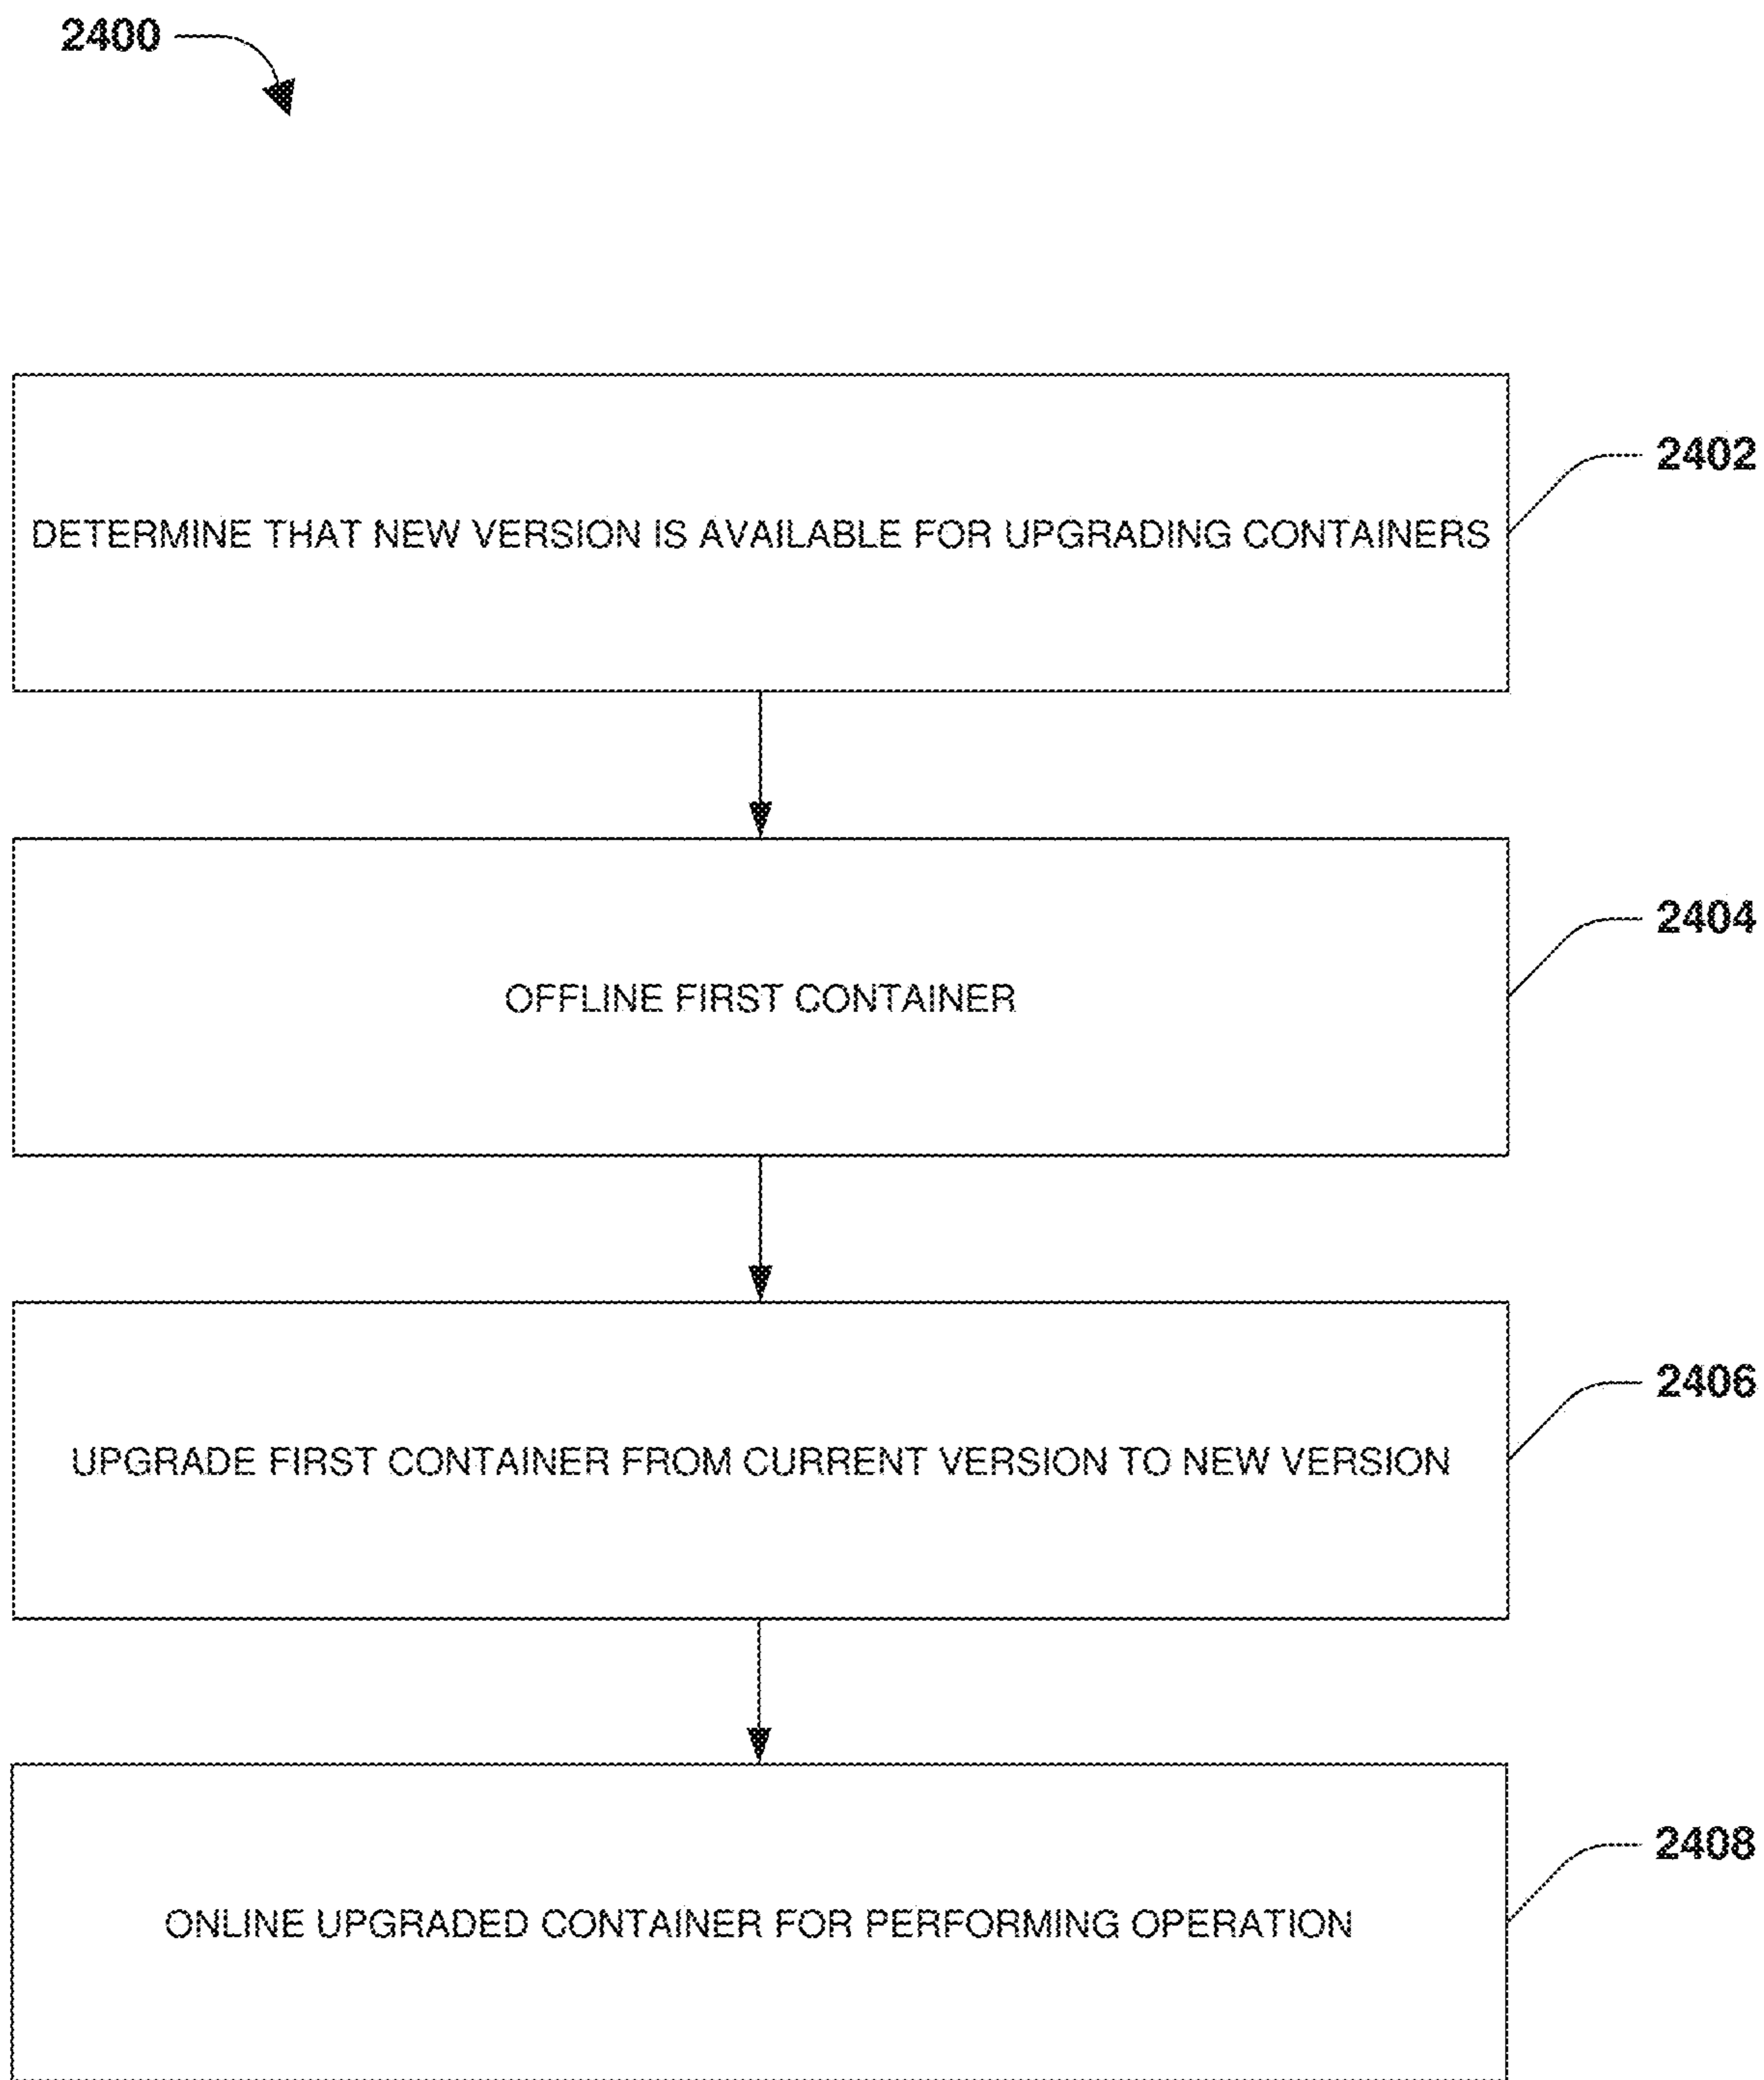 2400
DETERMINE THAT NEW VERSION IS AVAILABLE FOR UPGRADING CONTAINERS
2402
OFFLINE FIRST CONTAINER
2404
UPGRADE FIRST CONTAINER FROM CURRENT VERSION TO NEW VERSION
2406
ONLINE UPGRADED CONTAINER FOR PERFORMING OPERATION
2408